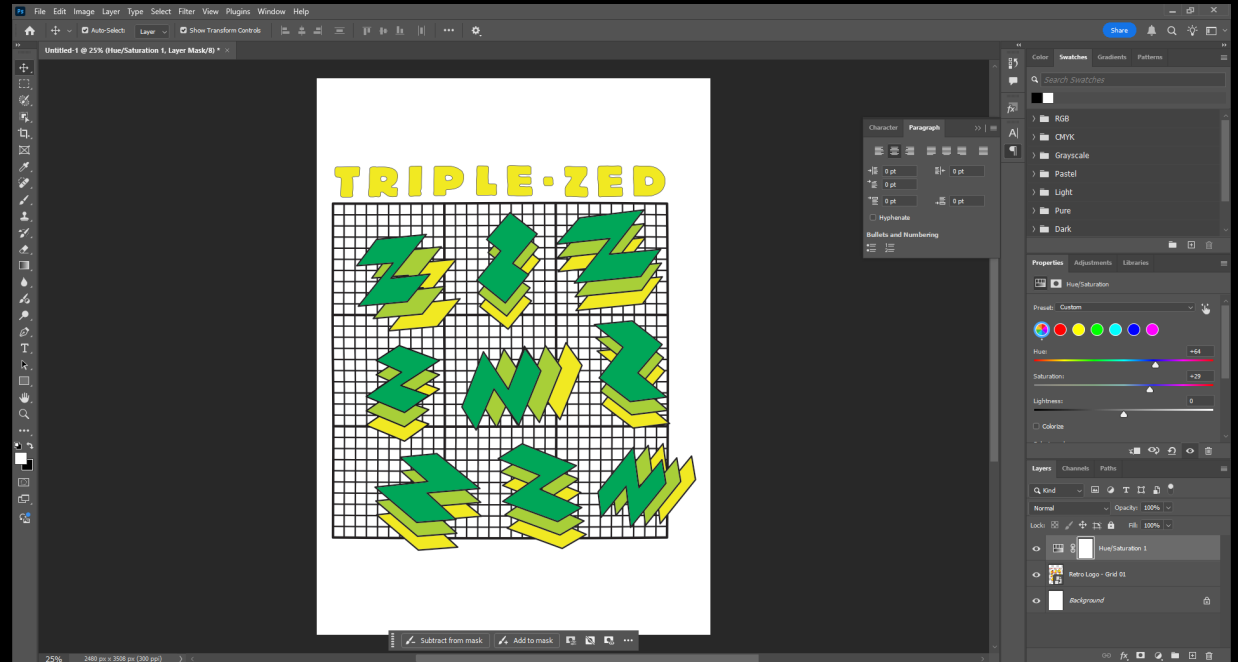 Ps File Edit Image Layer Type Select Filter View Plugins Window Help
Auto-Select: Layer Show Transform Controls Share
Untitled-1 @ 25% (Hue/Saturation 1, Layer Mask/8) *
TRIPLE-ZED
Character Paragraph
0 pt 0 pt
0 pt
0 pt 0 pt
Hyphenate
Bullets and Numbering
Color Swatches Gradients Patterns
Search Swatches
RGB
CMYK
Grayscale
Pastel
Light
Pure
Dark
Properties Adjustments Libraries
Hue/Saturation
Preset: Custom
Hue: +64
Saturation: +29
Lightness: 0
Colorize
Layers Channels Paths
Kind
Normal Opacity: 100%
Lock: Fill: 100%
Hue/Saturation 1
Retro Logo - Grid 01
Background
Subtract from mask Add to mask
25% 2480 px x 3508 px (300 ppi)